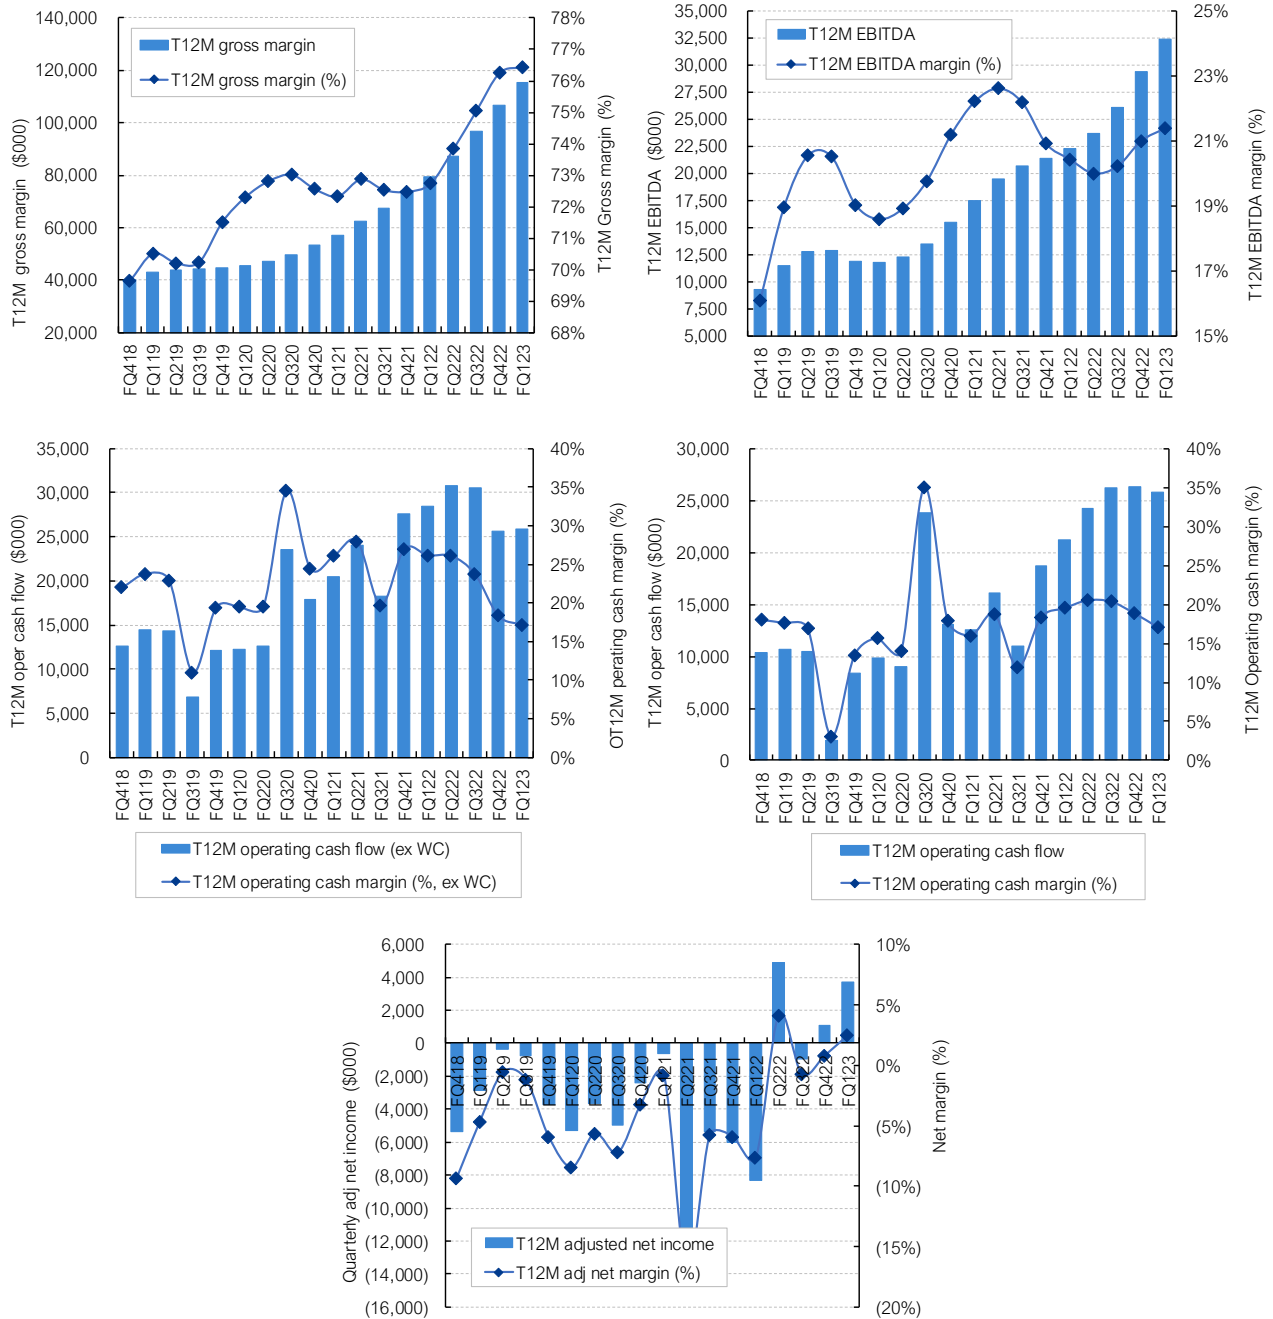 T12M gross margin ($000)
140,000
120,000
100,000
80,000
60,000
40,000
20,000
T12M gross margin
T12M gross margin (%)
78%
77%
76%
75%
74%
73%
72%
71%
70%
69%
68%
T12M Gross margin (%)
FQ418
FQ119
FQ219
FQ319
FQ419
FQ120
FQ220
FQ320
FQ420
FQ121
FQ221
FQ321
FQ421
FQ122
FQ222
FQ322
FQ422
FQ123
T12M EBITDA ($000)
35,000
32,500
30,000
27,500
25,000
22,500
20,000
17,500
15,000
12,500
10,000
7,500
5,000
T12M EBITDA
T12M EBITDA margin (%)
25%
23%
21%
19%
17%
15%
T12M EBITDA margin (%)
FQ418
FQ119
FQ219
FQ319
FQ419
FQ120
FQ220
FQ320
FQ420
FQ121
FQ221
FQ321
FQ421
FQ122
FQ222
FQ322
FQ422
FQ123
T12M oper cash flow ($000)
35,000
30,000
25,000
20,000
15,000
10,000
5,000
0
40%
35%
30%
25%
20%
15%
10%
5%
0%
OT12M perating cash margin (%)
FQ418
FQ119
FQ219
FQ319
FQ419
FQ120
FQ220
FQ320
FQ420
FQ121
FQ221
FQ321
FQ421
FQ122
FQ222
FQ322
FQ422
FQ123
T12M operating cash flow (ex WC)
T12M operating cash margin (%, ex WC)
T12M oper cash flow ($000)
30,000
25,000
20,000
15,000
10,000
5,000
0
40%
35%
30%
25%
20%
15%
10%
5%
0%
T12M Operating cash margin (%)
FQ418
FQ119
FQ219
FQ319
FQ419
FQ120
FQ220
FQ320
FQ420
FQ121
FQ221
FQ321
FQ421
FQ122
FQ222
FQ322
FQ422
FQ123
T12M operating cash flow
T12M operating cash margin (%)
Quarterly adj net income ($000)
6,000
4,000
2,000
0
(2,000)
(4,000)
(6,000)
(8,000)
(10,000)
(12,000)
(14,000)
(16,000)
10%
5%
0%
(5%)
(10%)
(15%)
(20%)
Net margin (%)
FQ418
FQ119
FQ219
FQ319
FQ419
FQ120
FQ220
FQ320
FQ420
FQ121
FQ221
FQ321
FQ421
FQ122
FQ222
FQ322
FQ422
FQ123
T12M adjusted net income
T12M adj net margin (%)